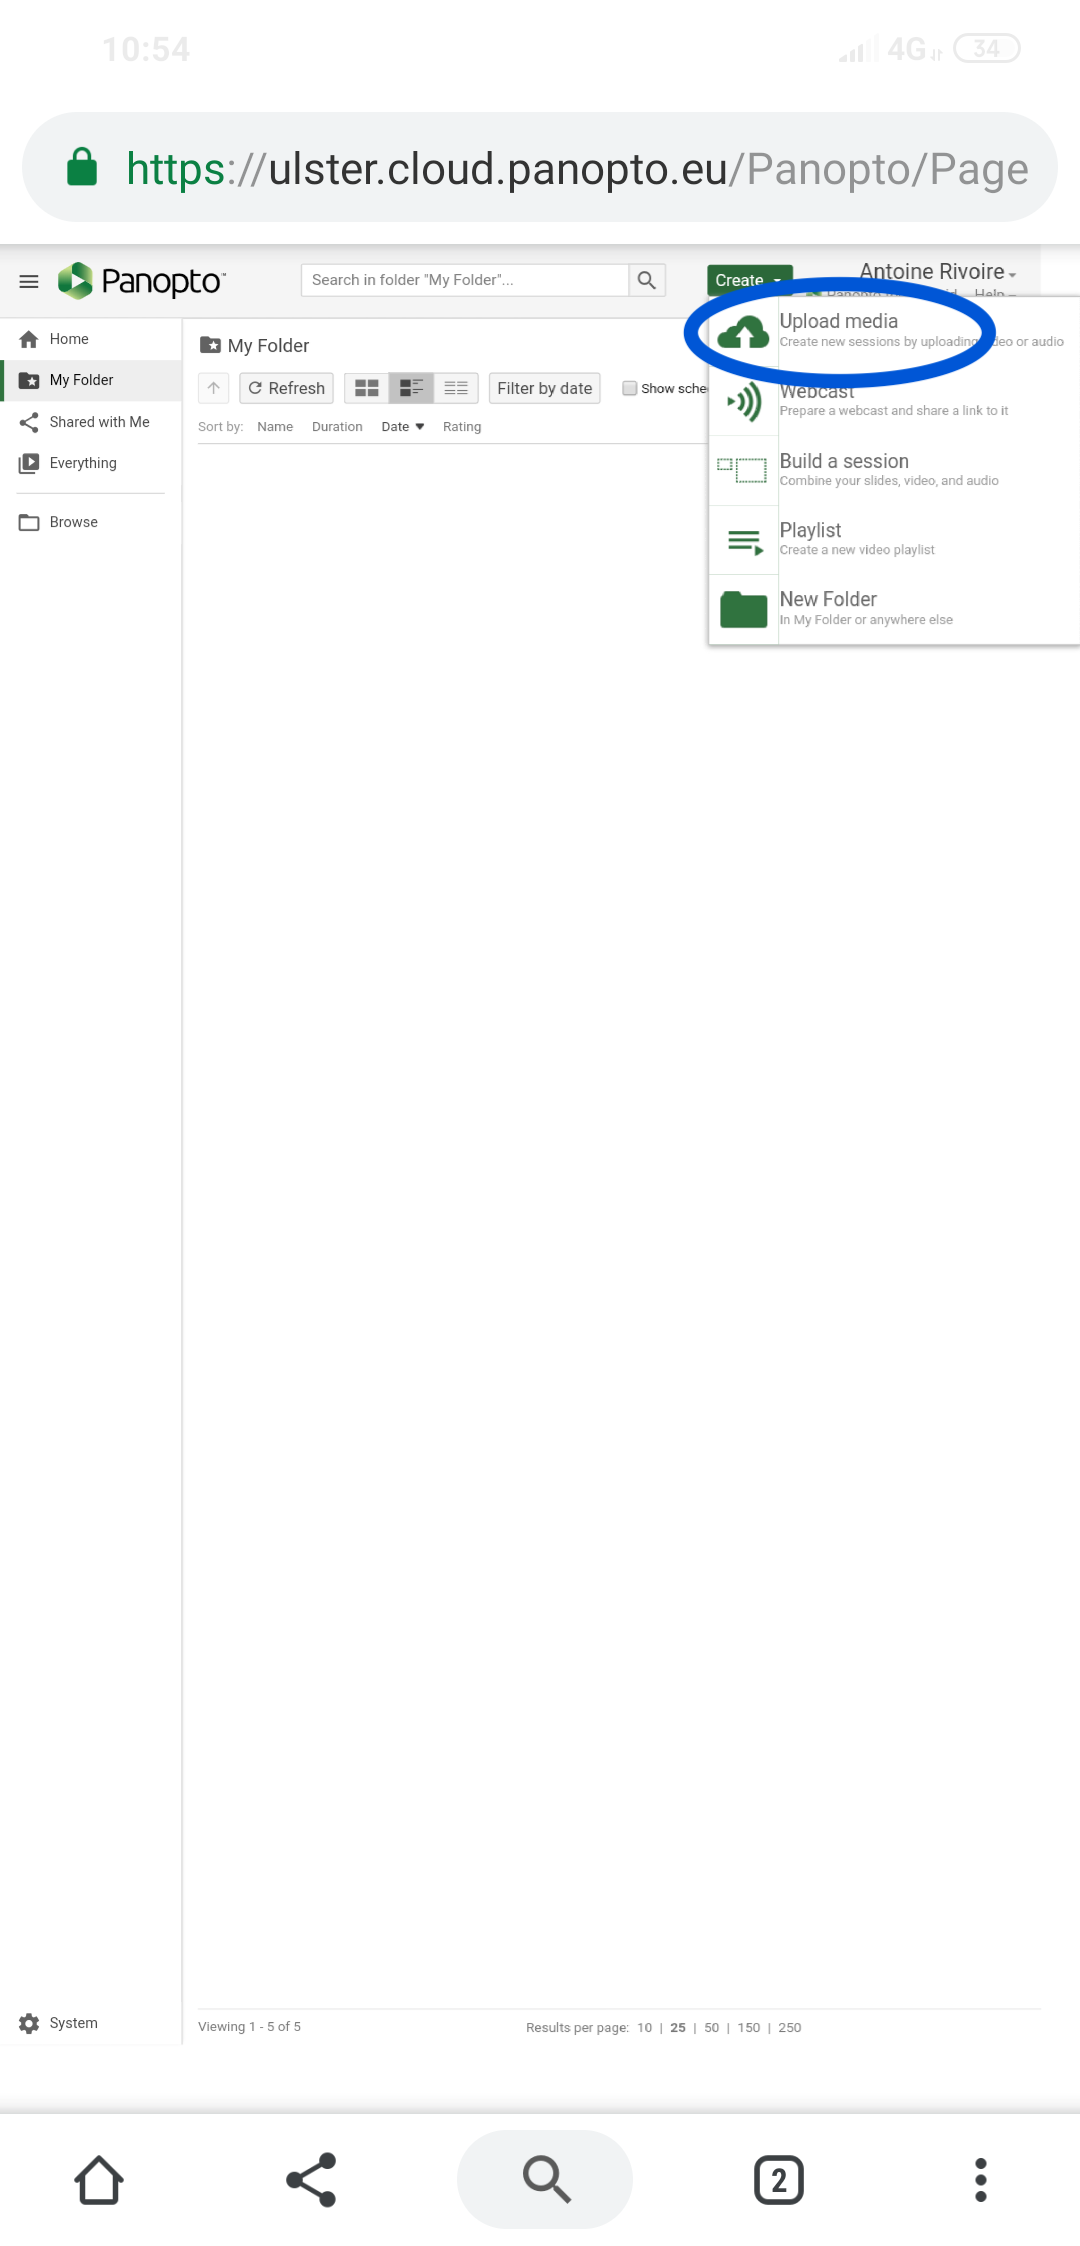 10:54
4G 34
https://ulster.cloud.panopto.eu/Panopto/Page
Panopto™
Search in folder "My Folder"...
Create
Antoine Rivoire
Help
Home
My Folder
Shared with Me
Everything
Browse
My Folder
Refresh
Filter by date
Show sche
Sort by: Name Duration Date Rating
Upload media
Create new sessions by uploading deo or audio
Webcast
Prepare a webcast and share a link to it
Build a session
Combine your slides, video, and audio
Playlist
Create a new video playlist
New Folder
In My Folder or anywhere else
System
Viewing 1 - 5 of 5
Results per page: 10 | 25 | 50 | 150 | 250
2